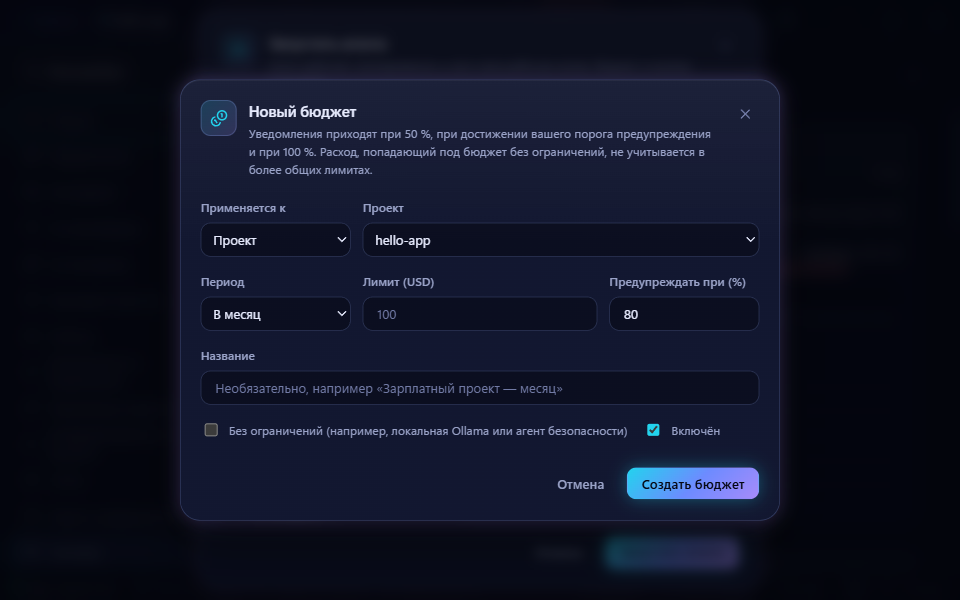 Новый бюджет
Уведомления приходят при 50 %, при достижении вашего порога предупреждения
и при 100 %. Расход, попадающий под бюджет без ограничений, не учитывается в
более общих лимитах.
Применяется к
Проект
Проект
hello-app
Период
Лимит (USD)
Предупреждать при (%)
В месяц
100
80
Название
Необязательно, например «Зарплатный проект — месяц»
Без ограничений (например, локальная Ollama или агент безопасности)
Включён
Отмена
Создать бюджет